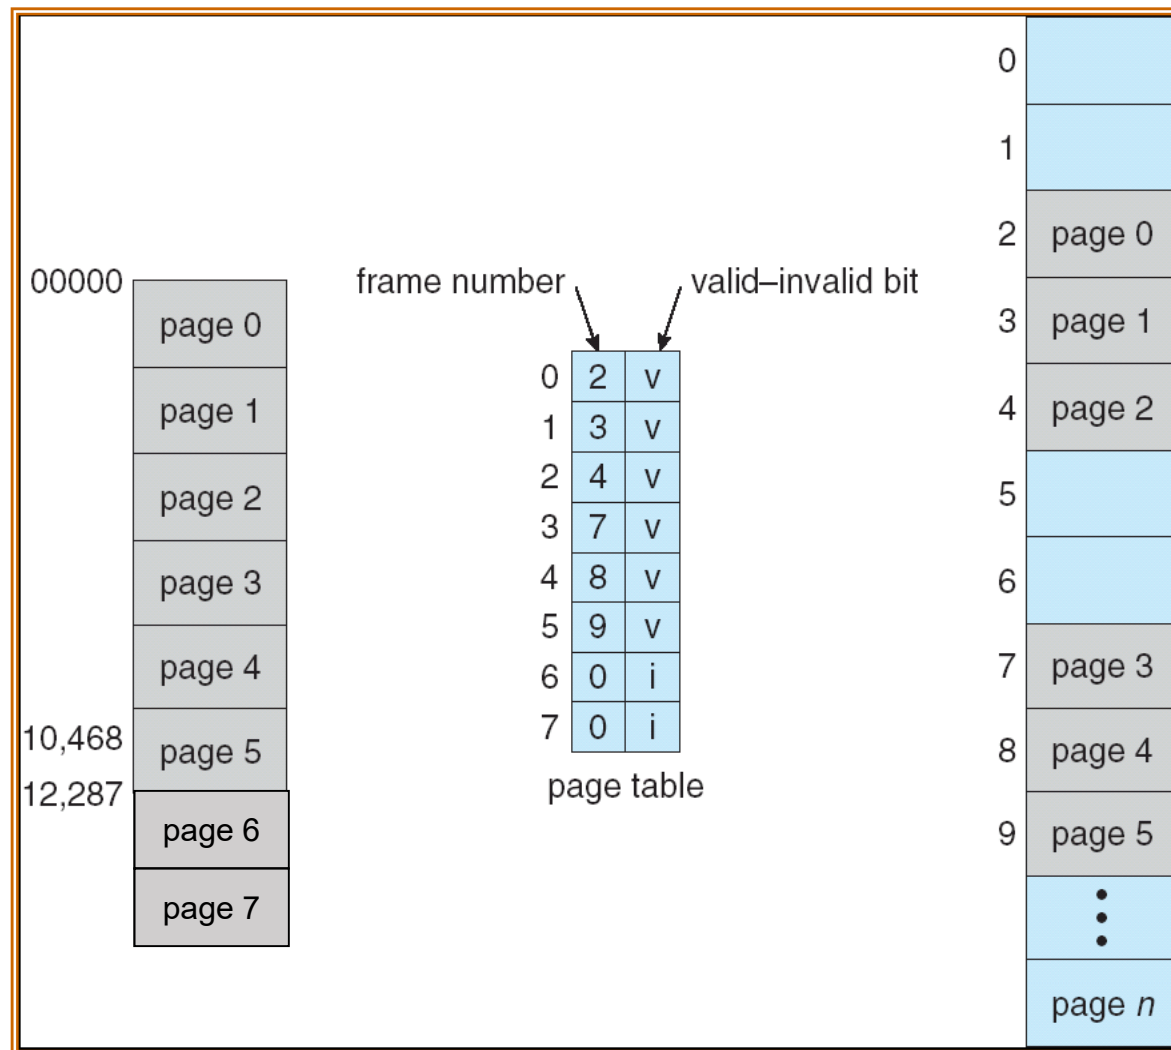 00000
page 0
page 1
page 2
page 3
page 4
10,468
page 5
12,287
page 6
page 7
frame number
valid–invalid bit
0 2 v
1 3 v
2 4 v
3 7 v
4 8 v
5 9 v
6 0 i
7 0 i
page table
0
1
2 page 0
3 page 1
4 page 2
5
6
7 page 3
8 page 4
9 page 5
page n